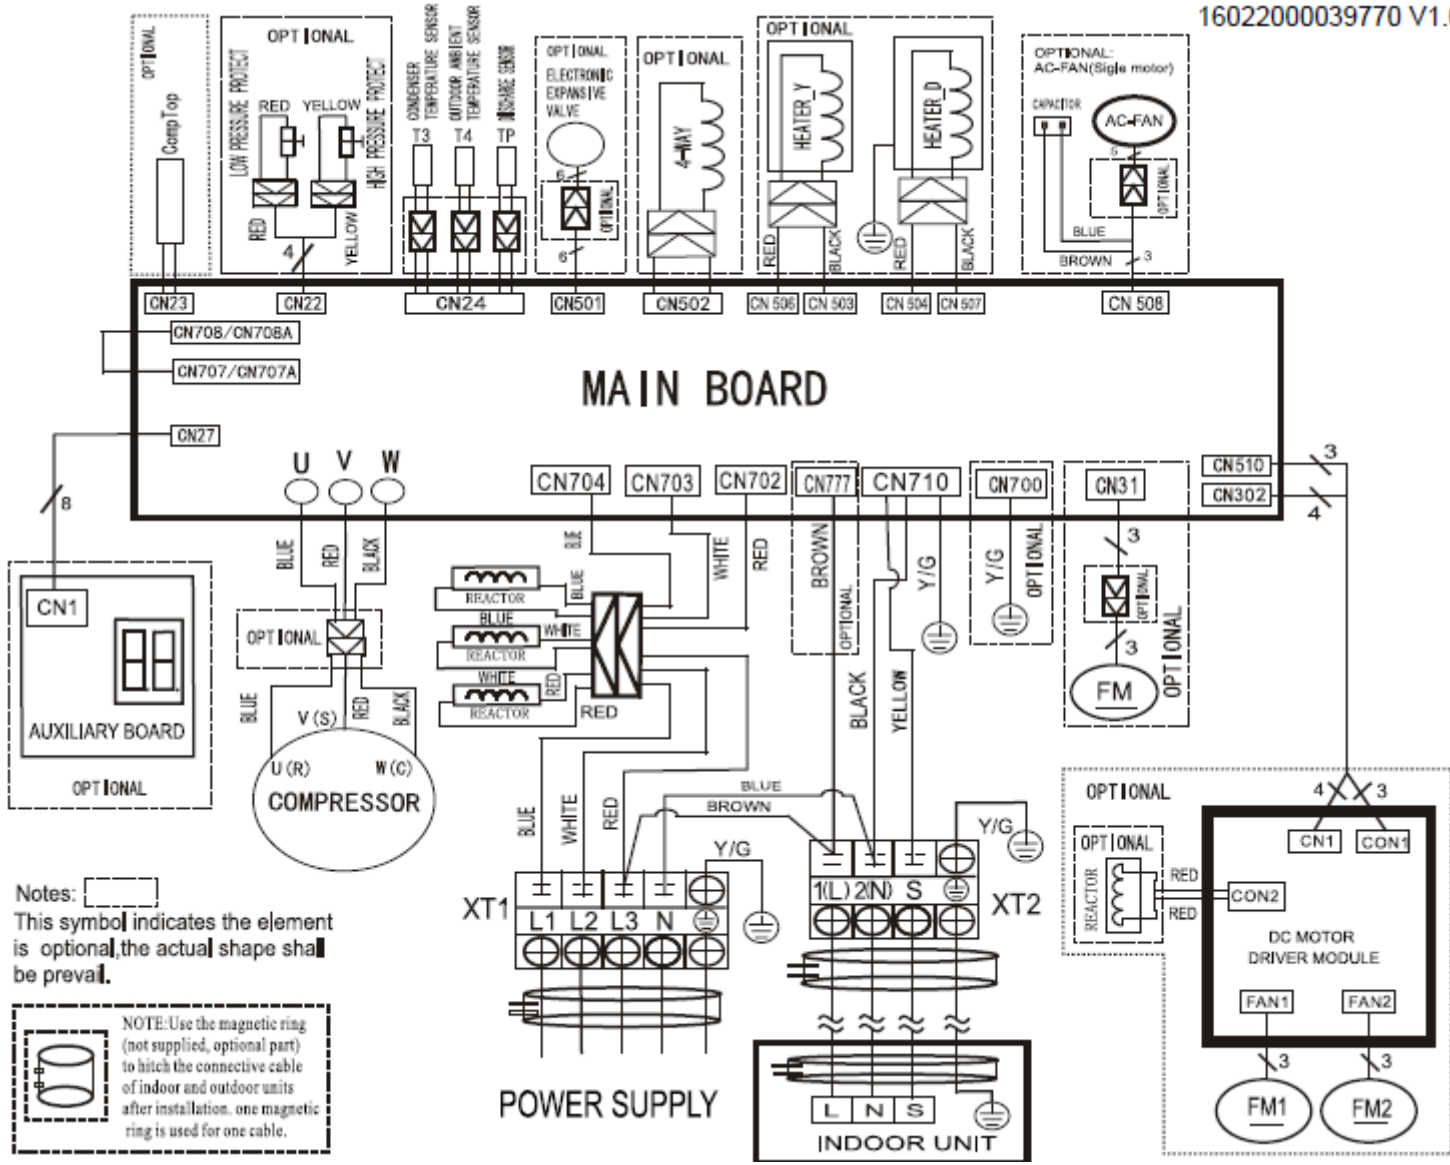 16022000039770 V1.
OPTIONAL
CompTop
OPTIONAL
LOW PRESSURE PROTECT
RED
YELLOW
HIGH PRESSURE PROTECT
RED
4
YELLOW
CONDENSER
TEMPERATURE SENSOR
OUTDOOR AMBIENT
TEMPERATURE SENSOR
DISCHARGE SENSOR
T3
T4
TP
OPTIONAL
ELECTRONIC
EXPANSIVE
VALVE
6
OPTIONAL
6
OPTIONAL
4-WAY
OPTIONAL
HEATER_Y
HEATER_D
RED
BLACK
RED
BLACK
OPTIONAL:
AC-FAN(Sigle motor)
CAPACITOR
AC-FAN
5
OPTIONAL
BLUE
BROWN
3
CN23
CN22
CN24
CN501
CN502
CN 506
CN 503
CN 504
CN 507
CN 508
CN708/CN708A
CN707/CN707A
MAIN BOARD
CN27
U
V
W
CN704
CN703
CN702
CN777
CN710
CN700
CN31
CN510
CN302
3
4
8
BLUE
RED
BLACK
BLUE
WHITE
RED
BROWN
OPTIONAL
Y/G
Y/G
OPTIONAL
3
OPTIONAL
3
FM
OPTIONAL
CN1
AUXILIARY BOARD
OPTIONAL
OPTIONAL
BLUE
V(S)
RED
BLACK
U(R)
W(C)
COMPRESSOR
REACTOR
BLUE
BLUE
REACTOR
WHITE
WHITE
REACTOR
RED
RED
BLACK
YELLOW
BLUE
WHITE
RED
BLUE
BROWN
Y/G
Y/G
XT1
L1
L2
L3
N
1(L)
2(N)
S
XT2
POWER SUPPLY
L
N
S
INDOOR UNIT
OPTIONAL
4
3
CN1
CON1
OPTIONAL
REACTOR
RED
RED
CON2
DC MOTOR
DRIVER MODULE
FAN1
FAN2
3
3
FM1
FM2
Notes:
This symbol indicates the element
is optional,the actual shape shall
be prevail.
NOTE:Use the magnetic ring
(not supplied, optional part)
to hitch the connective cable
of indoor and outdoor units
after installation. one magnetic
ring is used for one cable.